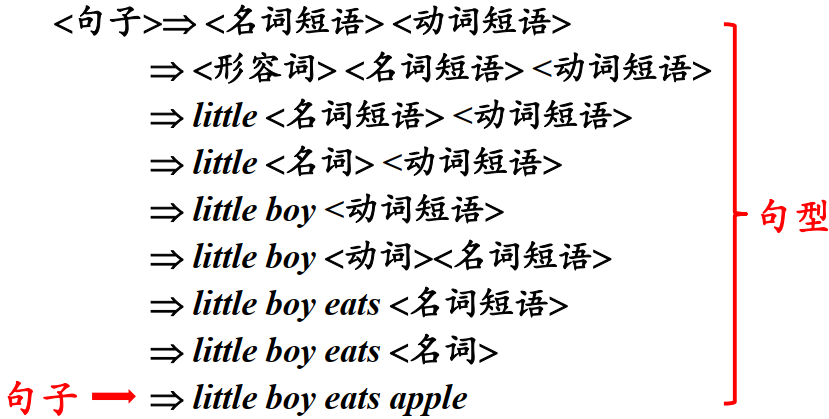 <句子>⇒ <名词短语> <动词短语>
⇒ <形容词> <名词短语> <动词短语>
⇒ little <名词短语> <动词短语>
⇒ little <名词> <动词短语>
⇒ little boy <动词短语>
句型
⇒ little boy <动词><名词短语>
⇒ little boy eats <名词短语>
⇒ little boy eats <名词>
句子 ⇒ little boy eats apple